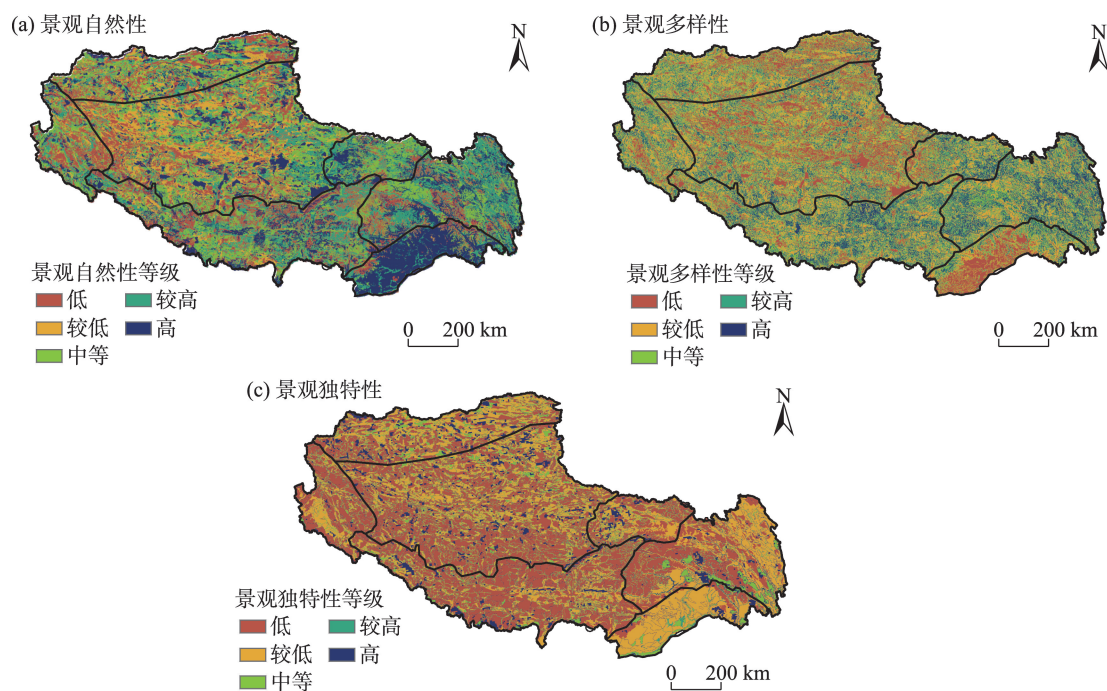 (a) 景观自然性
N
景观自然性等级
低 较高
较低 高
中等
0 200 km
(b) 景观多样性
N
景观多样性等级
低 较高
较低 高
中等
0 200 km
(c) 景观独特性
N
景观独特性等级
低 较高
较低 高
中等
0 200 km